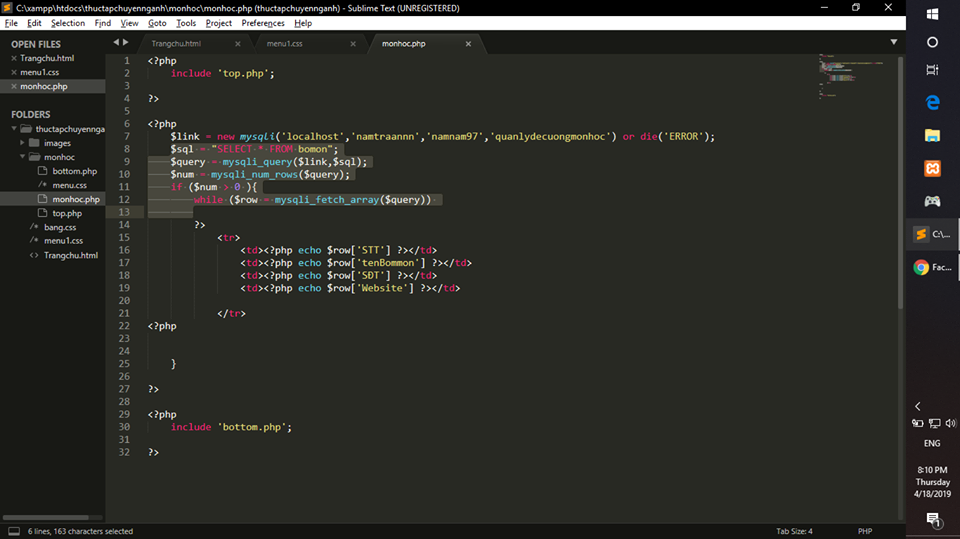 C:\xampp\htdocs\thuctapchuyennganh\monhoc\monhoc.php (thuctapchuyennganh) - Sublime Text (UNREGISTERED)
File Edit Selection Find View Goto Tools Project Preferences Help
OPEN FILES
Trangchu.html
menu1.css
monhoc.php
FOLDERS
thuctapchuyennga
images
monhoc
bottom.php
menu.css
monhoc.php
top.php
bang.css
menu1.css
Trangchu.html
Trangchu.html menu1.css monhoc.php
1 <?php
2 include 'top.php';
3
4 ?>
5
6 <?php
7 $link = new mysqli('localhost','namtraannn','namnam97','quanlydecuongmonhoc') or die('ERROR');
8 $sql = "SELECT * FROM bomon";
9 $query = mysqli_query($link,$sql);
10 $num = mysqli_num_rows($query);
11 if ($num > 0 ){
12 while ($row = mysqli_fetch_array($query))
13
14 ?>
15 <tr>
16 <td><?php echo $row['STT'] ?></td>
17 <td><?php echo $row['tenBommon'] ?></td>
18 <td><?php echo $row['SĐT'] ?></td>
19 <td><?php echo $row['Website'] ?></td>
20
21 </tr>
22 <?php
23
24
25 }
26
27 ?>
28
29 <?php
30 include 'bottom.php';
31
32 ?>
6 lines, 163 characters selected
Tab Size: 4
PHP
C:\...
Fac...
ENG
8:10 PM
Thursday
4/18/2019
1